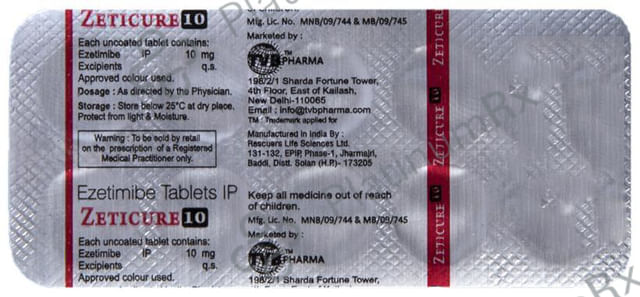 ZETICURE 10
Each uncoated tablet contains:
Ezetimibe IP 10 mg
Excipients q.s.
Approved colour used.
Dosage : As directed by the Physician.
Storage : Store below 25°C at dry place.
Protect from light & Moisture.
Warning : To be sold by retail
on the prescription of a Registered
Medical Practitioner only.
Ezetimibe Tablets IP
ZETICURE 10
Each uncoated tablet contains:
Ezetimibe IP 10 mg
Excipients q.s.
Approved colour used.
of children.
Mfg. Lic. No. MNB/09/744 & MB/09/745
Marketed by :
TVB PHARMA
TM
198/2/1 Sharda Fortune Tower,
4th Floor, East of Kailash,
New Delhi-110065
Email : info@tvbpharma.com
TM : Trademark applied for
Manufactured in India By :
Rescuers Life Sciences Ltd.
131-132, EPIP, Phase-1, Jharmajri,
Baddi, Distt. Solan (H.P.)- 173205
Keep all medicine out of reach
of children.
Mfg. Lic. No. MNB/09/744 & MB/09/745
Marketed by :
TVB PHARMA
TM
198/2/1 Sharda Fortune Tower,
ZETICURE 10
ZETICURE 10
ZETICURE 10